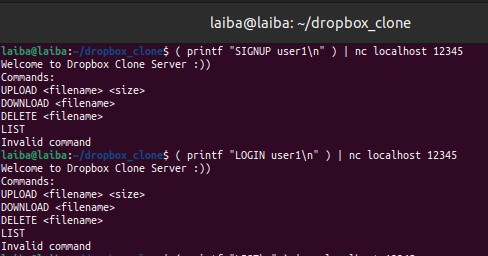 laiba@laiba: ~/dropbox_clone
laiba@laiba:~/dropbox_clone$ ( printf "SIGNUP user1\n" ) | nc localhost 12345
Welcome to Dropbox Clone Server :))
Commands:
UPLOAD <filename> <size>
DOWNLOAD <filename>
DELETE <filename>
LIST
Invalid command
laiba@laiba:~/dropbox_clone$ ( printf "LOGIN user1\n" ) | nc localhost 12345
Welcome to Dropbox Clone Server :))
Commands:
UPLOAD <filename> <size>
DOWNLOAD <filename>
DELETE <filename>
LIST
Invalid command